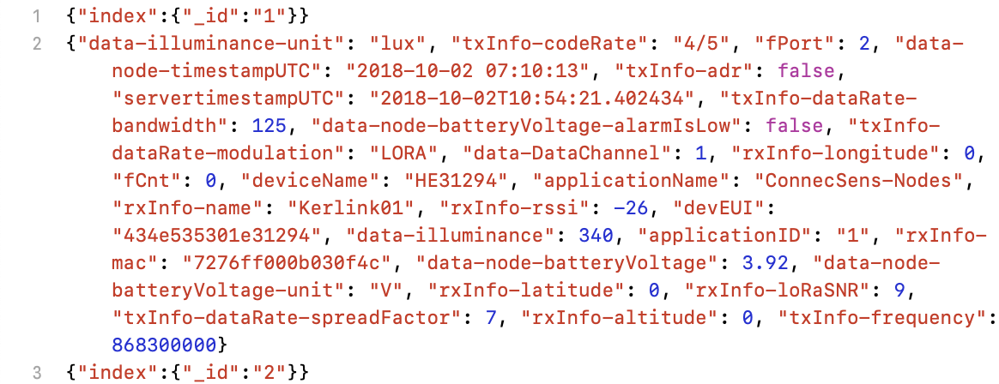 1 {"index":{"_id":"1"}}
2 {"data-illuminance-unit": "lux", "txInfo-codeRate": "4/5", "fPort": 2, "data-
node-timestampUTC": "2018-10-02 07:10:13", "txInfo-adr": false,
"servertimestampUTC": "2018-10-02T10:54:21.402434", "txInfo-dataRate-
bandwidth": 125, "data-node-batteryVoltage-alarmIsLow": false, "txInfo-
dataRate-modulation": "LORA", "data-DataChannel": 1, "rxInfo-longitude": 0,
"fCnt": 0, "deviceName": "HE31294", "applicationName": "ConnecSens-Nodes",
"rxInfo-name": "Kerlink01", "rxInfo-rssi": -26, "devEUI":
"434e535301e31294", "data-illuminance": 340, "applicationID": "1", "rxInfo-
mac": "7276ff000b030f4c", "data-node-batteryVoltage": 3.92, "data-node-
batteryVoltage-unit": "V", "rxInfo-latitude": 0, "rxInfo-loRaSNR": 9,
"txInfo-dataRate-spreadFactor": 7, "rxInfo-altitude": 0, "txInfo-frequency":
868300000}
3 {"index":{"_id":"2"}}